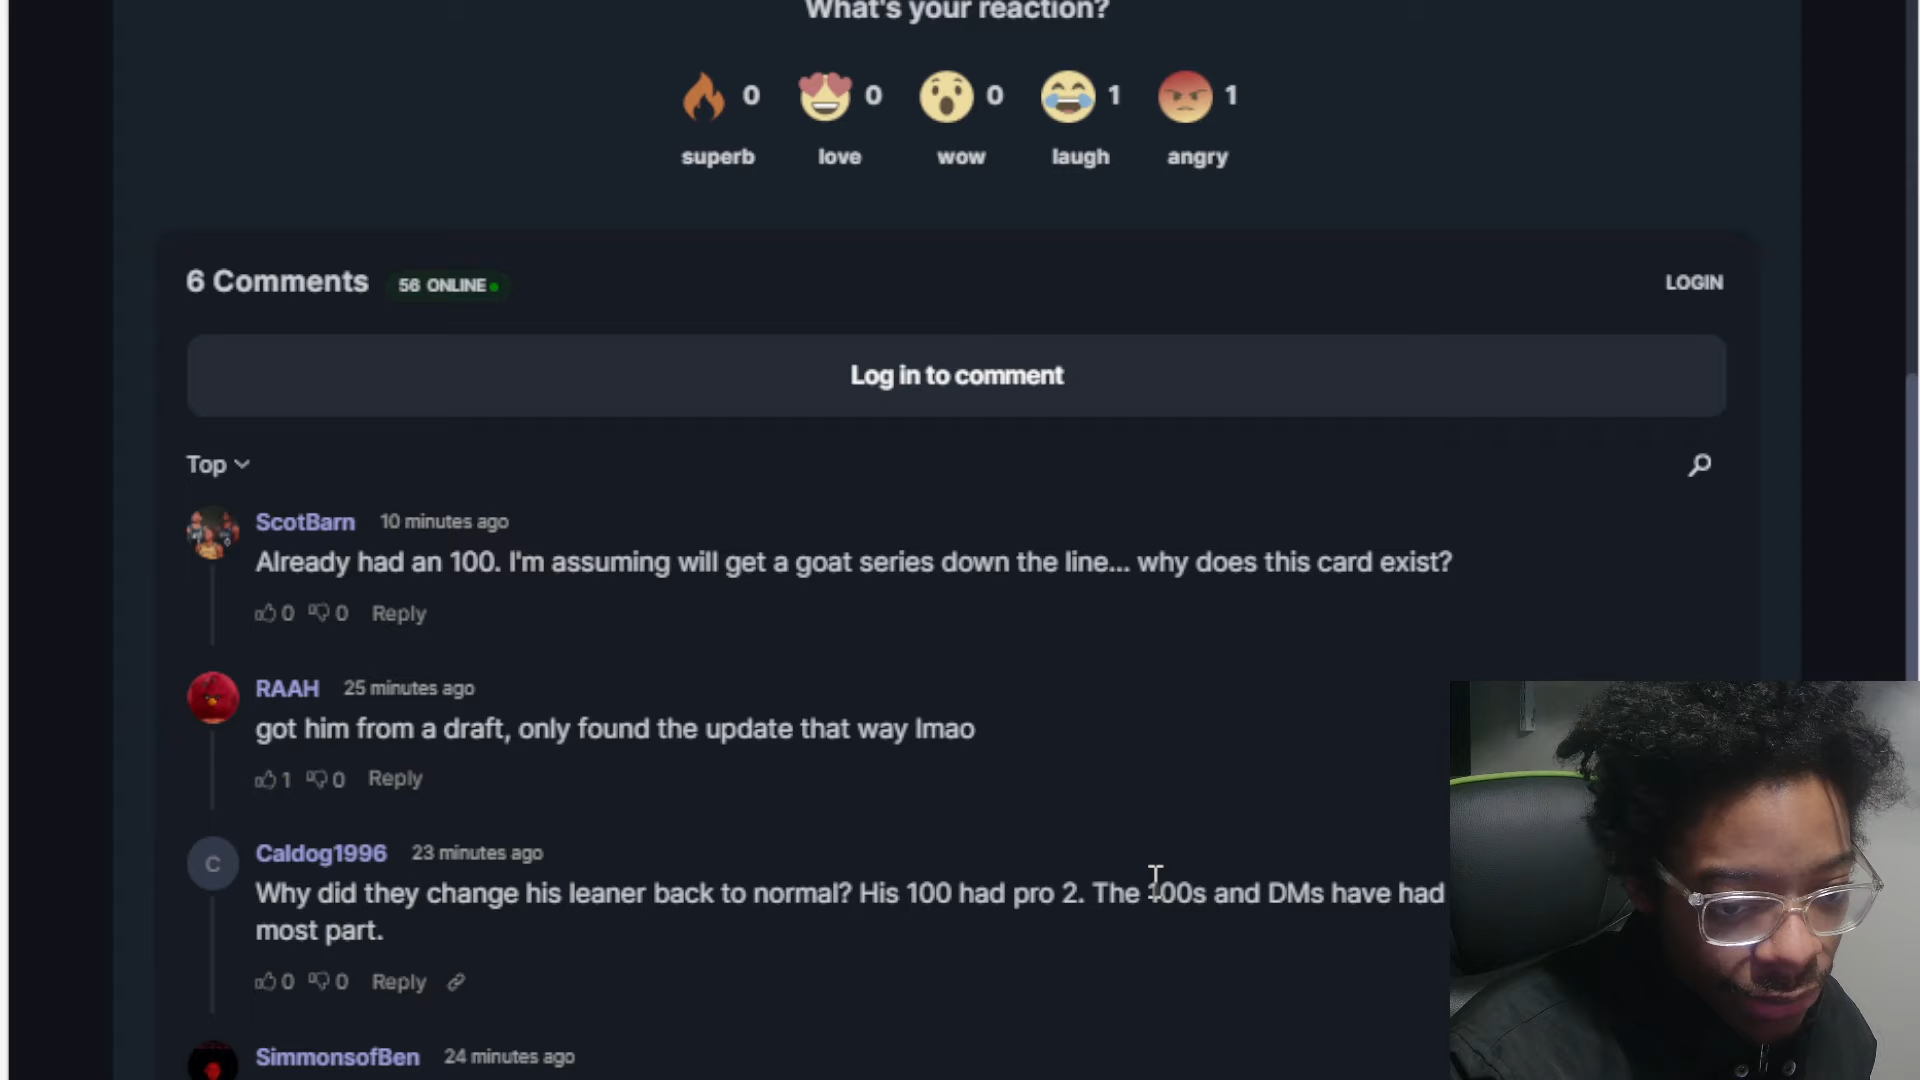 What's your reaction?
0 0 0 1 1
superb love wow laugh angry
6 Comments 56 ONLINE LOGIN
Log in to comment
Top
ScotBarn 10 minutes ago
Already had an 100. I'm assuming will get a goat series down the line... why does this card exist?
0 0 Reply
RAAH 25 minutes ago
got him from a draft, only found the update that way lmao
1 0 Reply
C
Caldog1996 23 minutes ago
Why did they change his leaner back to normal? His 100 had pro 2. The 100s and DMs have had
most part.
0 0 Reply
SimmonsofBen 24 minutes ago